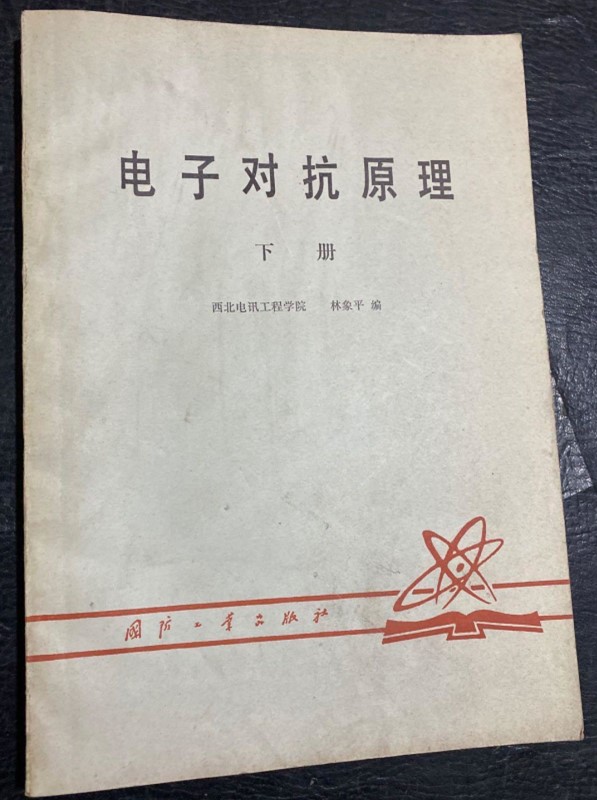 电子对抗原理
下册
西北电讯工程学院 林象平 编
国防工业出版社